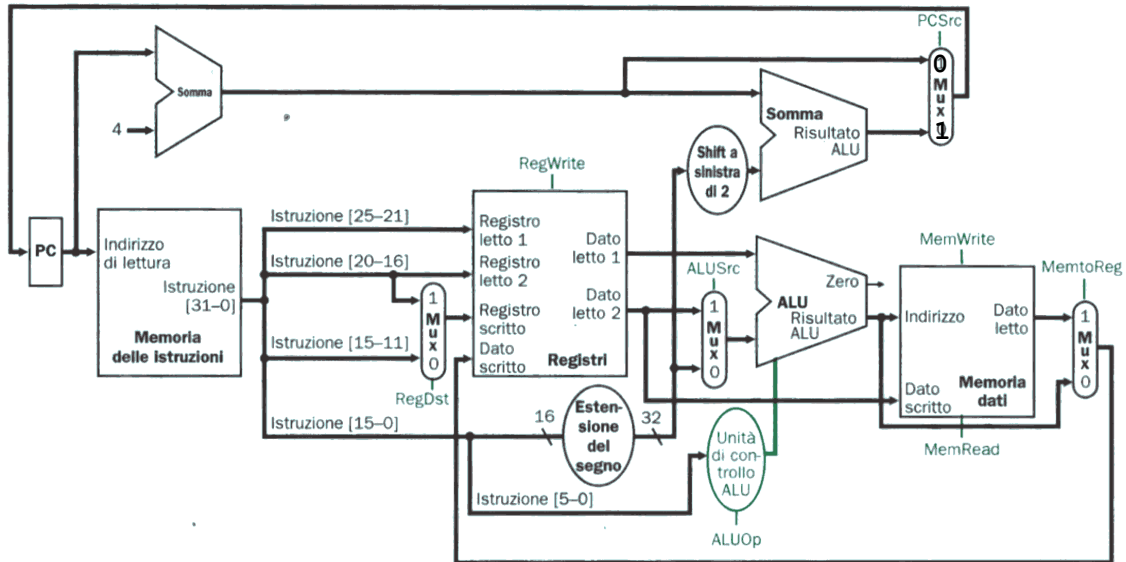 PCSrc
0
Mux
1
Somma
4
Somma
Risultato
ALU
Shift a
sinistra
di 2
RegWrite
PC
Indirizzo
di lettura
Istruzione
[31–0]
Memoria
delle istruzioni
Istruzione [25–21]
Istruzione [20–16]
Istruzione [15–11]
Istruzione [15–0]
Istruzione [5–0]
1
Mux
0
RegDst
Registro
letto 1
Registro
letto 2
Registro
scritto
Dato
scritto
Dato
letto 1
Dato
letto 2
Registri
16
Esten-
sione
del
segno
32
ALUSrc
1
Mux
0
Zero
ALU
Risultato
ALU
Unità
di con-
trollo
ALU
ALUOp
MemWrite
Indirizzo
Dato
letto
Dato
scritto
Memoria
dati
MemRead
MemtoReg
1
Mux
0